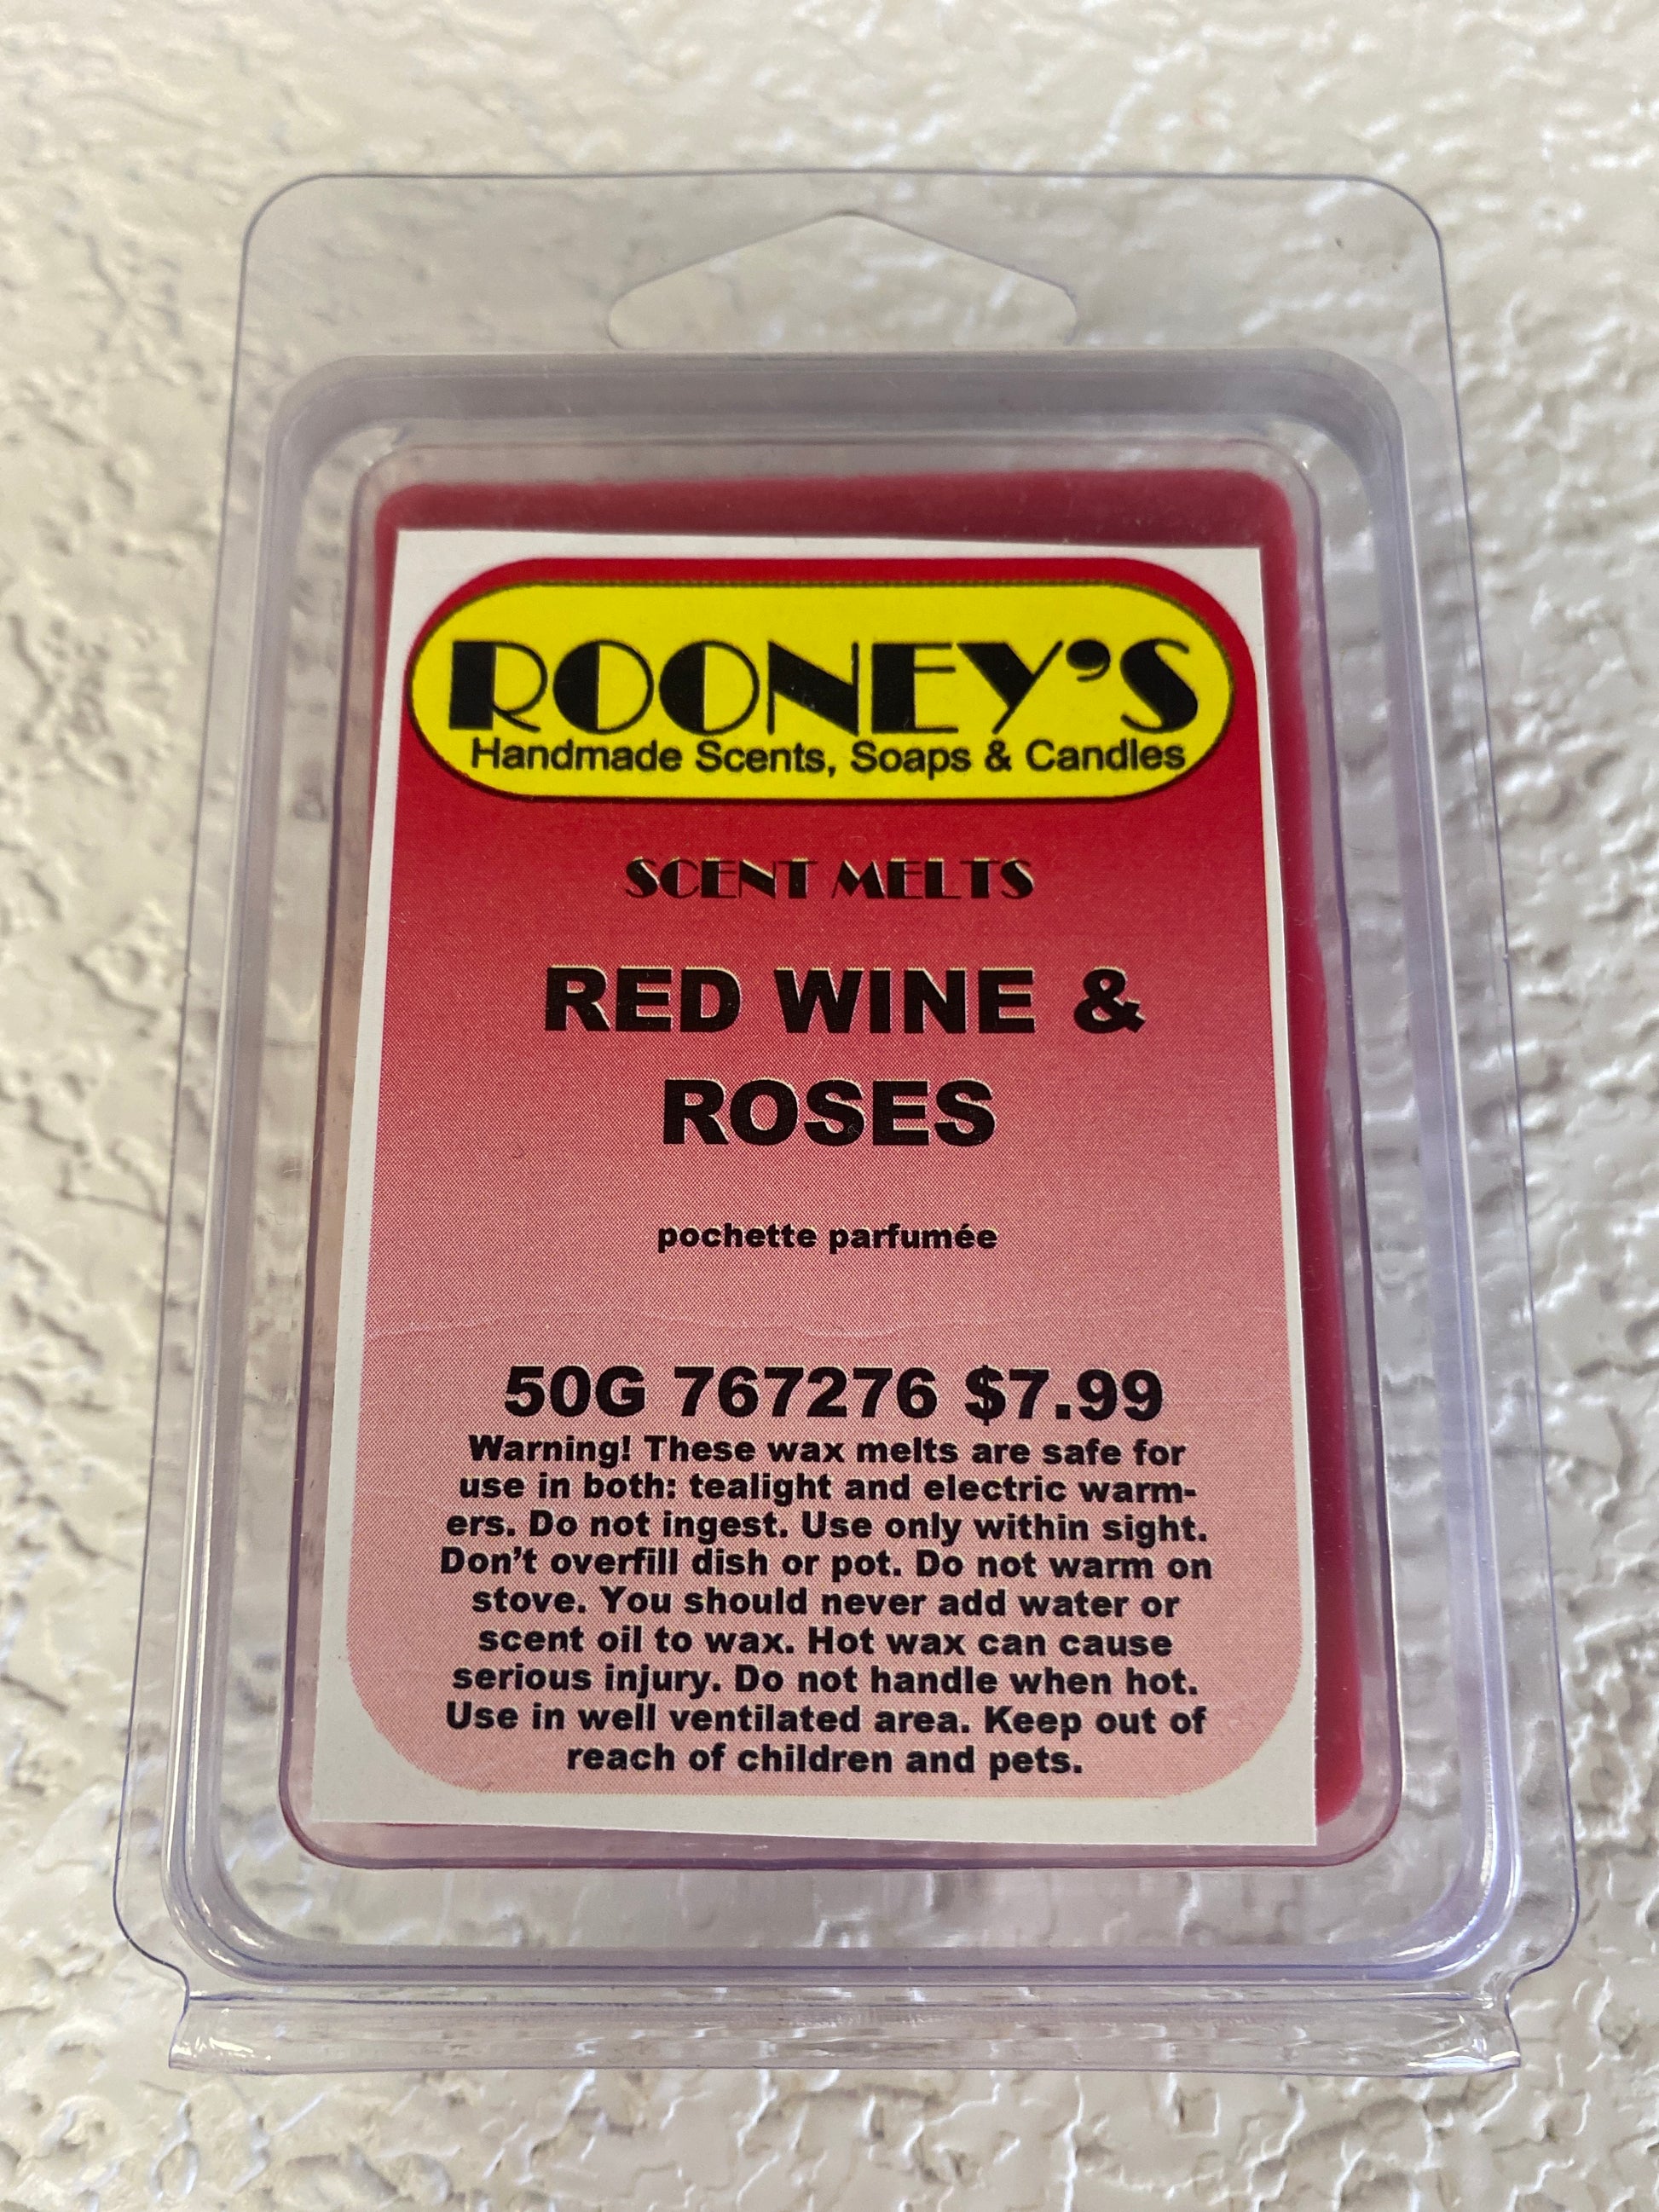 ROONEY'S
Handmade Scents, Soaps & Candles
SCENT MELTS
RED WINE &
ROSES
pochette parfumée
50G 767276 $7.99
Warning! These wax melts are safe for
use in both: tealight and electric warm-
ers. Do not ingest. Use only within sight.
Don't overfill dish or pot. Do not warm on
stove. You should never add water or
scent oil to wax. Hot wax can cause
serious injury. Do not handle when hot.
Use in well ventilated area. Keep out of
reach of children and pets.